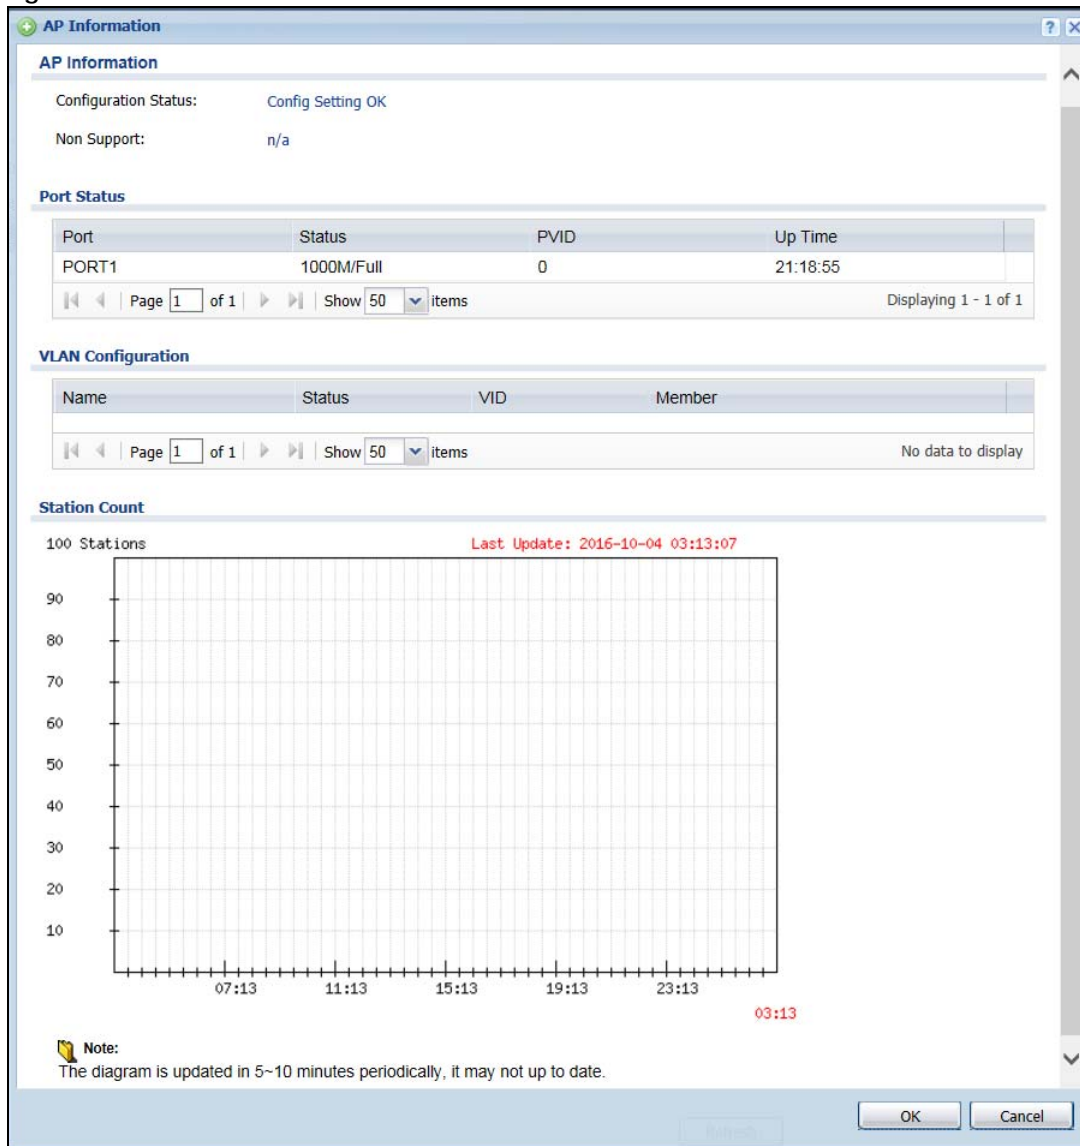 AP Information
AP Information
Configuration Status: Config Setting OK
Non Support: n/a
Port Status
Port Status PVID Up Time
PORT1 1000M/Full 0 21:18:55
Page 1 of 1 Show 50 items Displaying 1 - 1 of 1
VLAN Configuration
Name Status VID Member
Page 1 of 1 Show 50 items No data to display
Station Count
100 Stations Last Update: 2016-10-04 03:13:07
90
80
70
60
50
40
30
20
10
07:13 11:13 15:13 19:13 23:13
03:13
Note:
The diagram is updated in 5~10 minutes periodically, it may not up to date.
OK Cancel